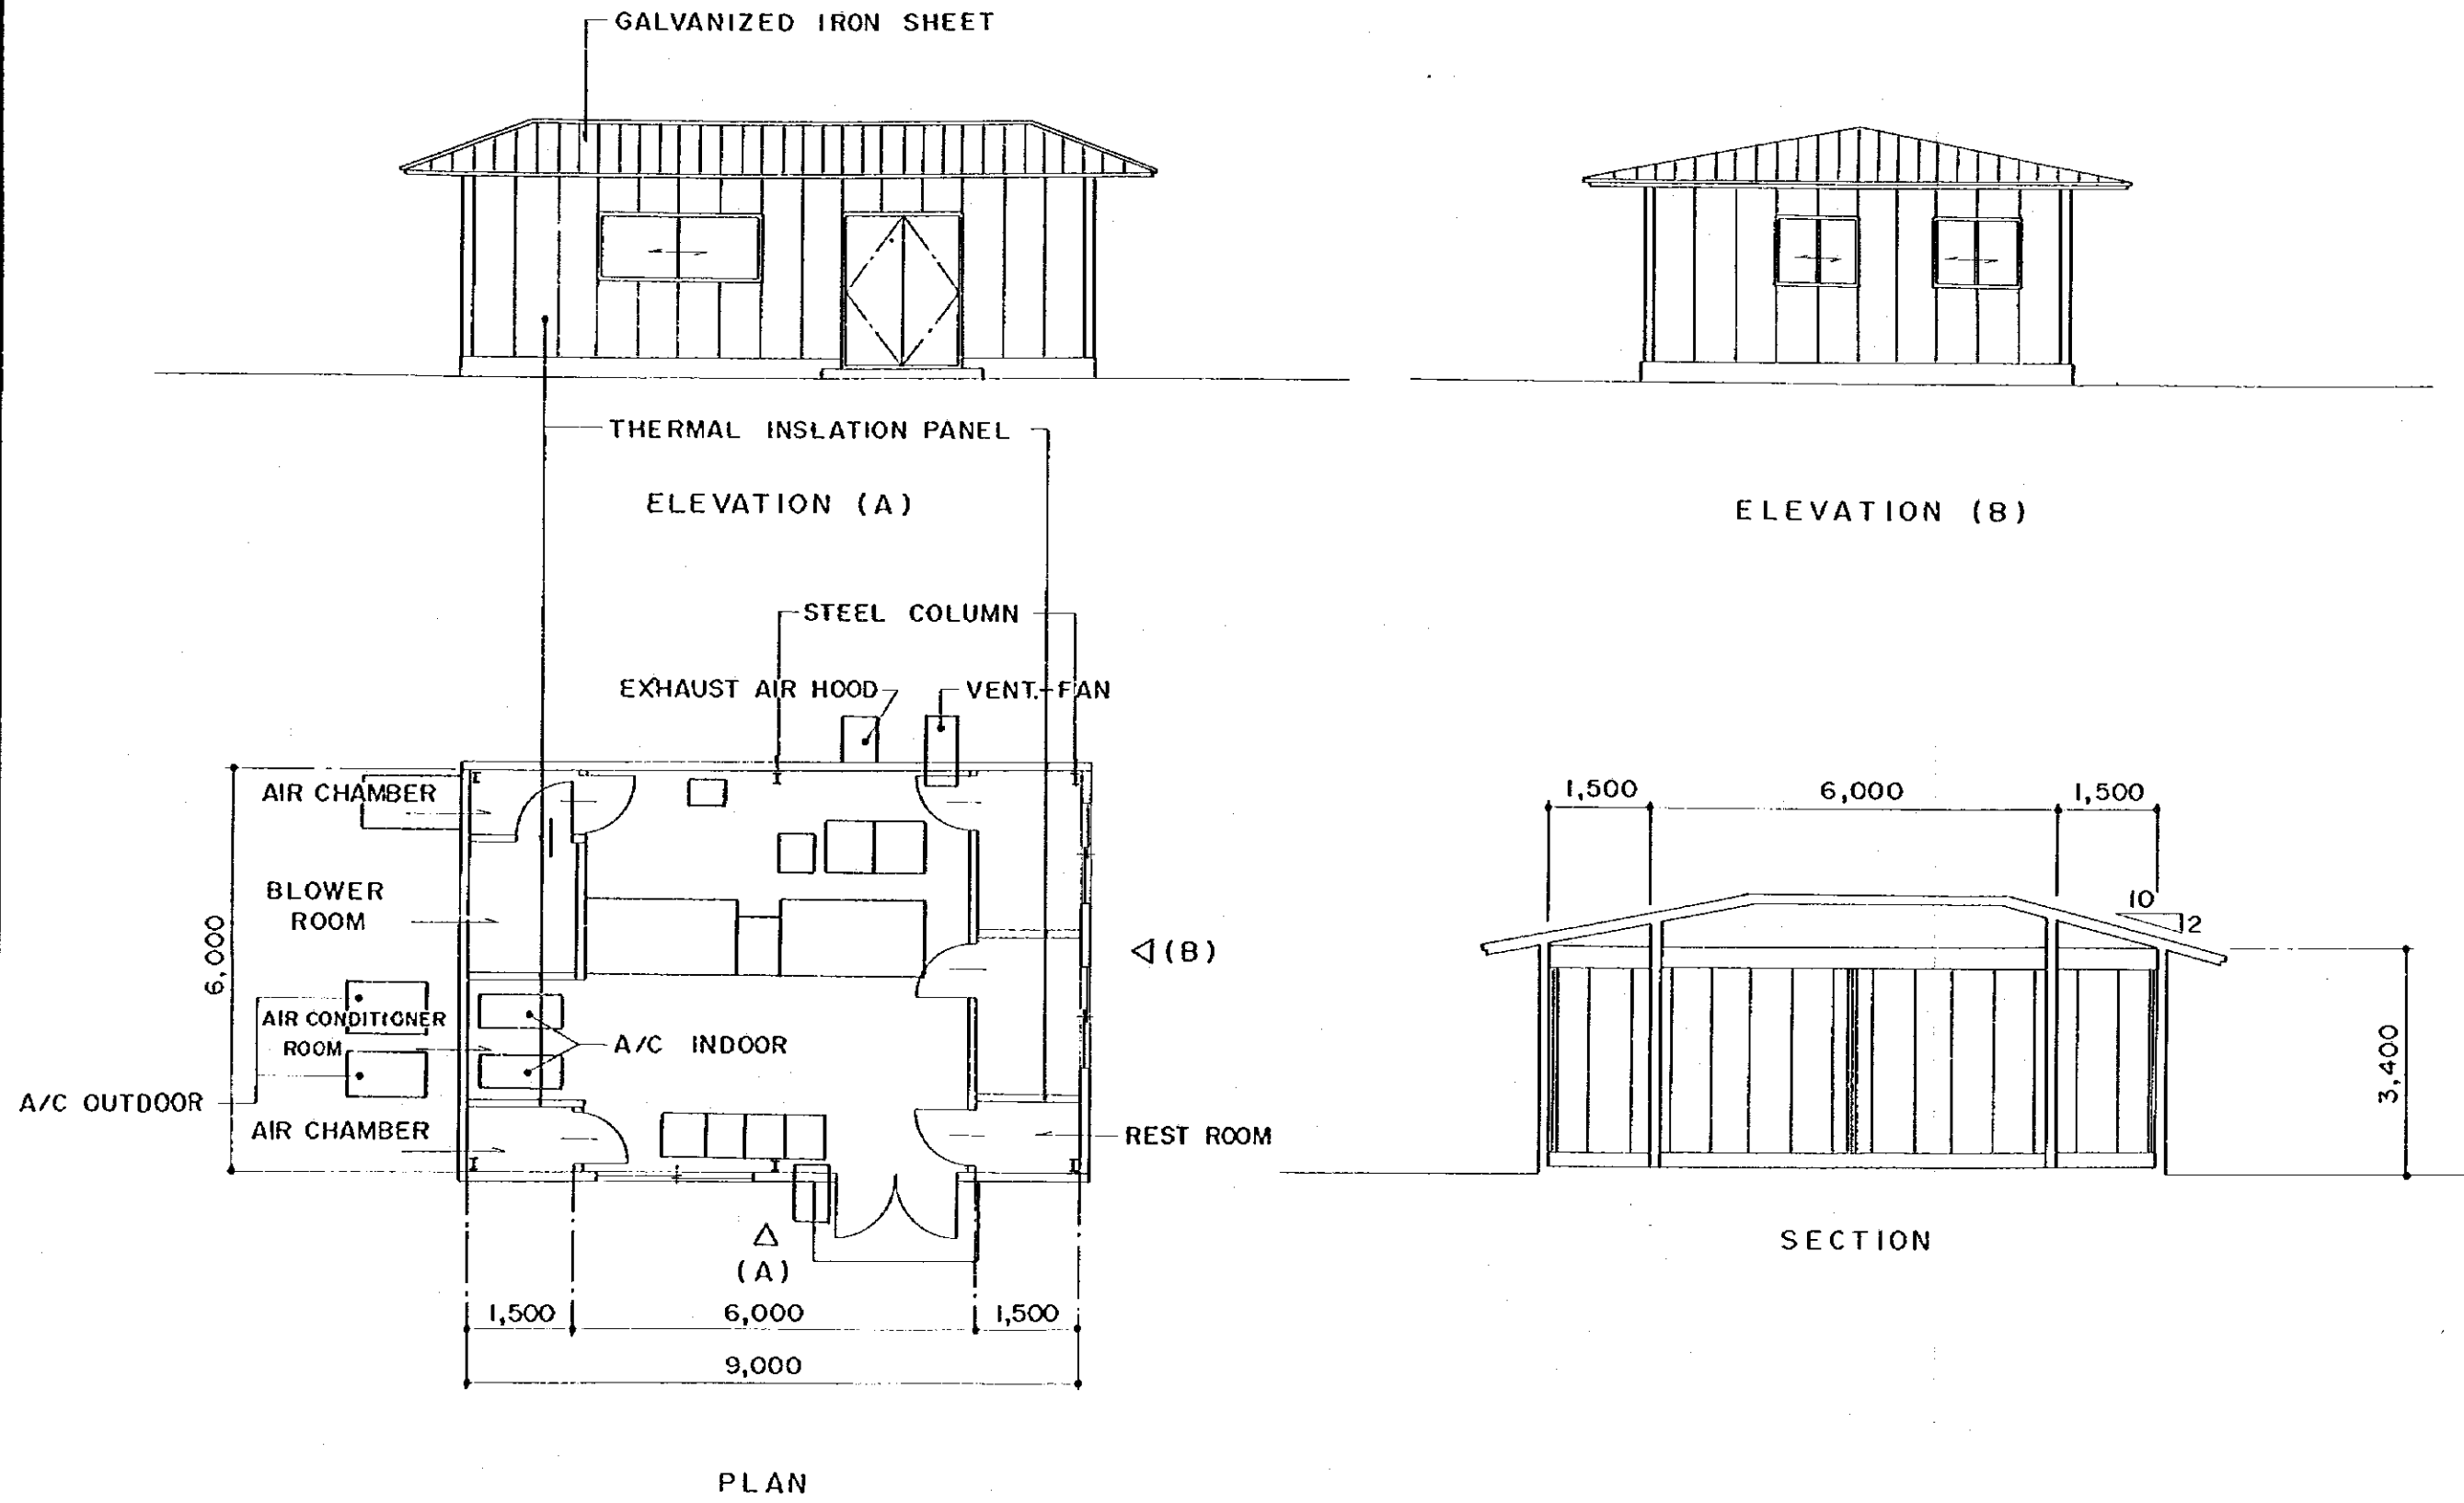 GALVANIZED IRON SHEET
THERMAL INSLATION PANEL
ELEVATION (A)
ELEVATION (B)
STEEL COLUMN
EXHAUST AIR HOOD
VENT. FAN
AIR CHAMBER
BLOWER
ROOM
6,000
AIR CONDITIONER
ROOM
A/C INDOOR
A/C OUTDOOR
AIR CHAMBER
REST ROOM
(B)
(A)
1,500
6,000
1,500
9,000
PLAN
1,500
6,000
1,500
10
2
3,400
SECTION